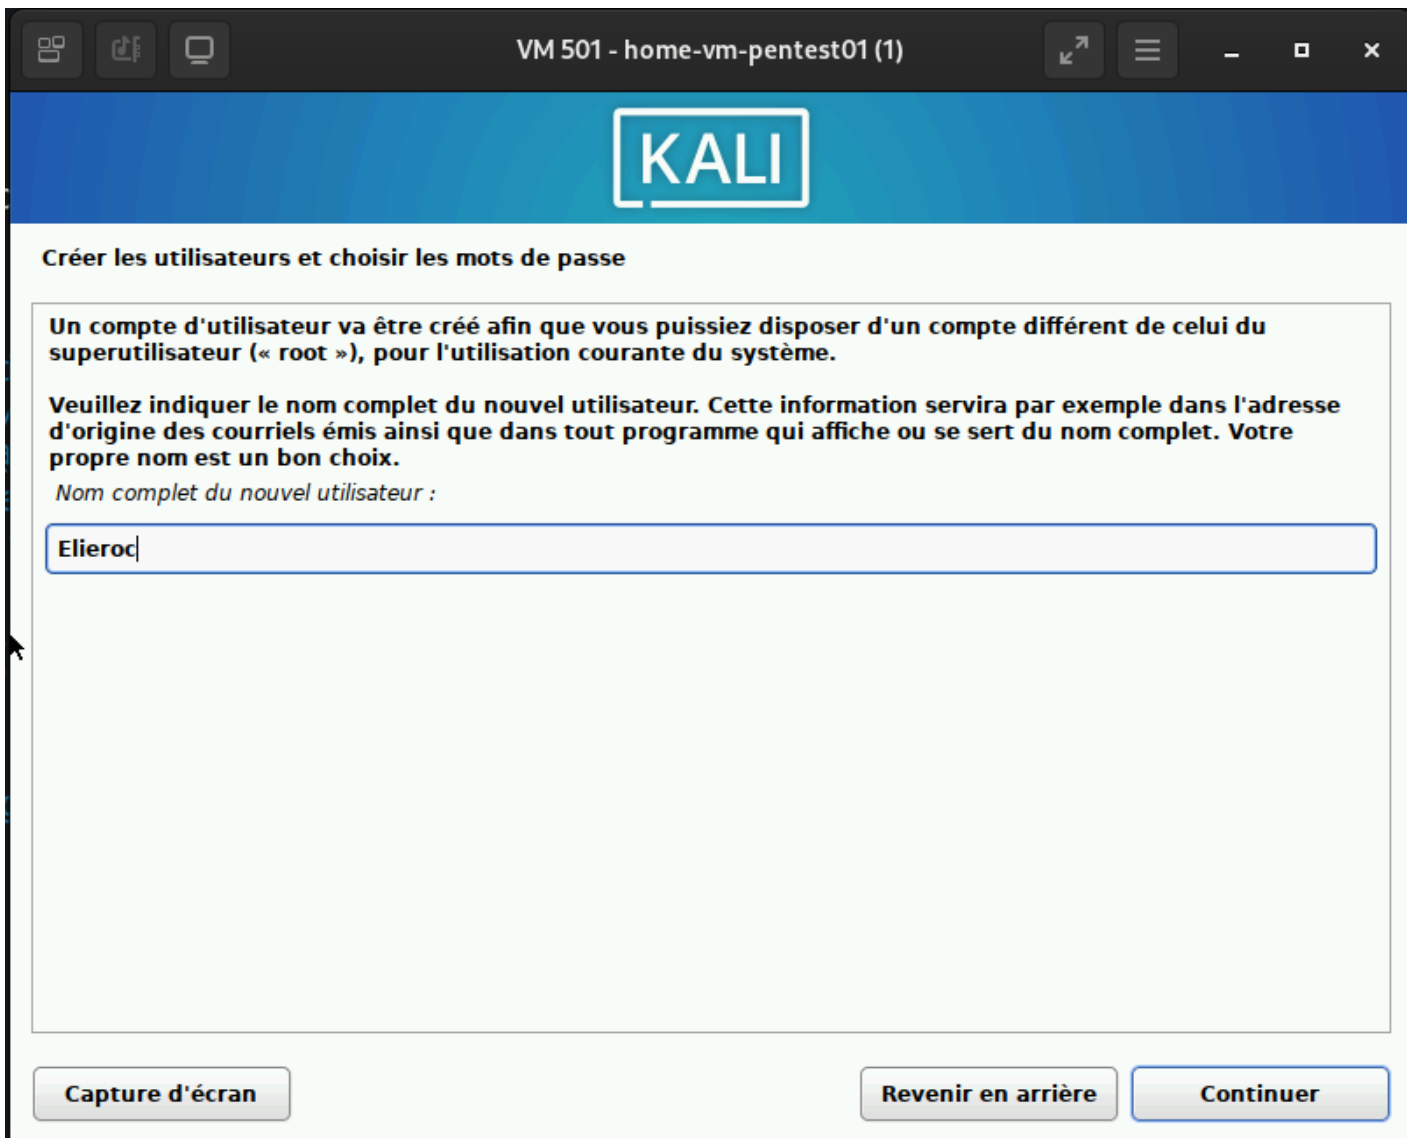 VM 501 - home-vm-pentest01 (1)
KALI
Créer les utilisateurs et choisir les mots de passe
Un compte d'utilisateur va être créé afin que vous puissiez disposer d'un compte différent de celui du
superutilisateur (« root »), pour l'utilisation courante du système.
Veuillez indiquer le nom complet du nouvel utilisateur. Cette information servira par exemple dans l'adresse
d'origine des courriels émis ainsi que dans tout programme qui affiche ou se sert du nom complet. Votre
propre nom est un bon choix.
Nom complet du nouvel utilisateur :
Elieroc
Capture d'écran
Revenir en arrière
Continuer